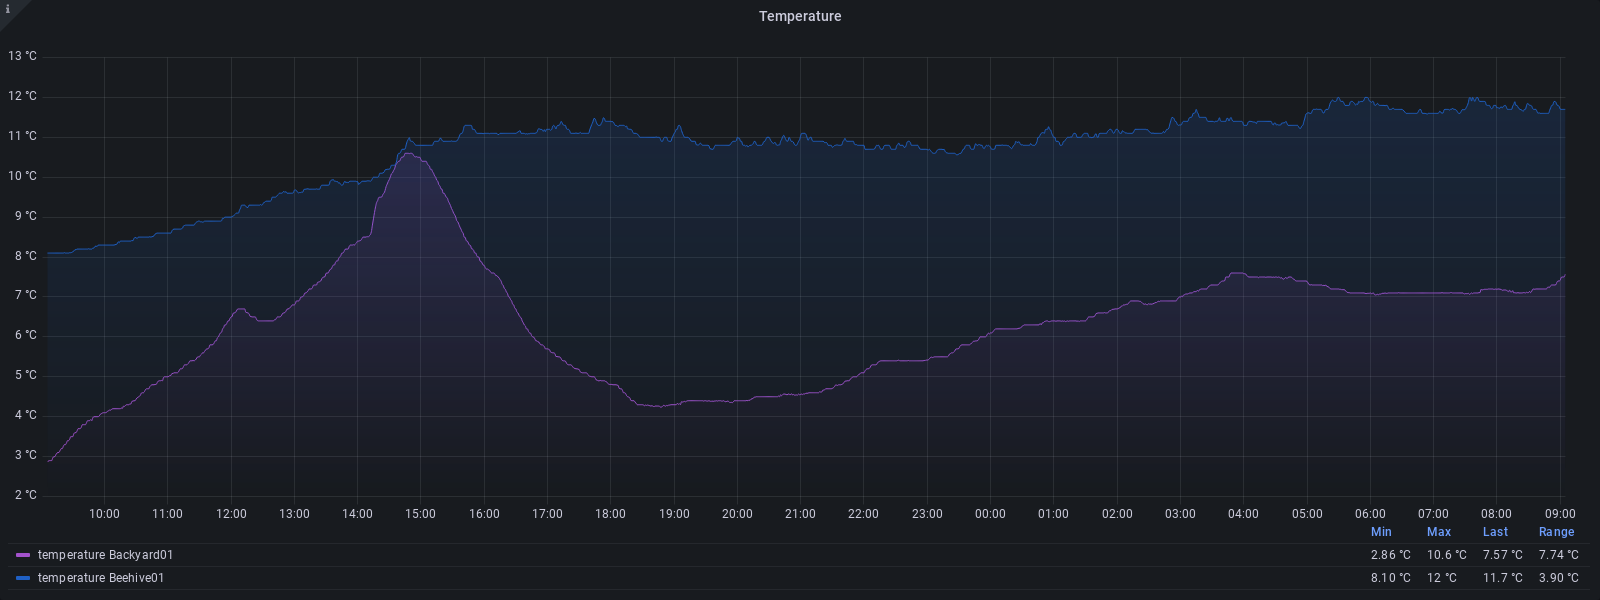 i
Temperature
13 °C
12 °C
11 °C
10 °C
9 °C
8 °C
7 °C
6 °C
5 °C
4 °C
3 °C
2 °C
10:00 11:00 12:00 13:00 14:00 15:00 16:00 17:00 18:00 19:00 20:00 21:00 22:00 23:00 00:00 01:00 02:00 03:00 04:00 05:00 06:00 07:00 08:00 09:00
Min Max Last Range
temperature Backyard01 2.86 °C 10.6 °C 7.57 °C 7.74 °C
temperature Beehive01 8.10 °C 12 °C 11.7 °C 3.90 °C